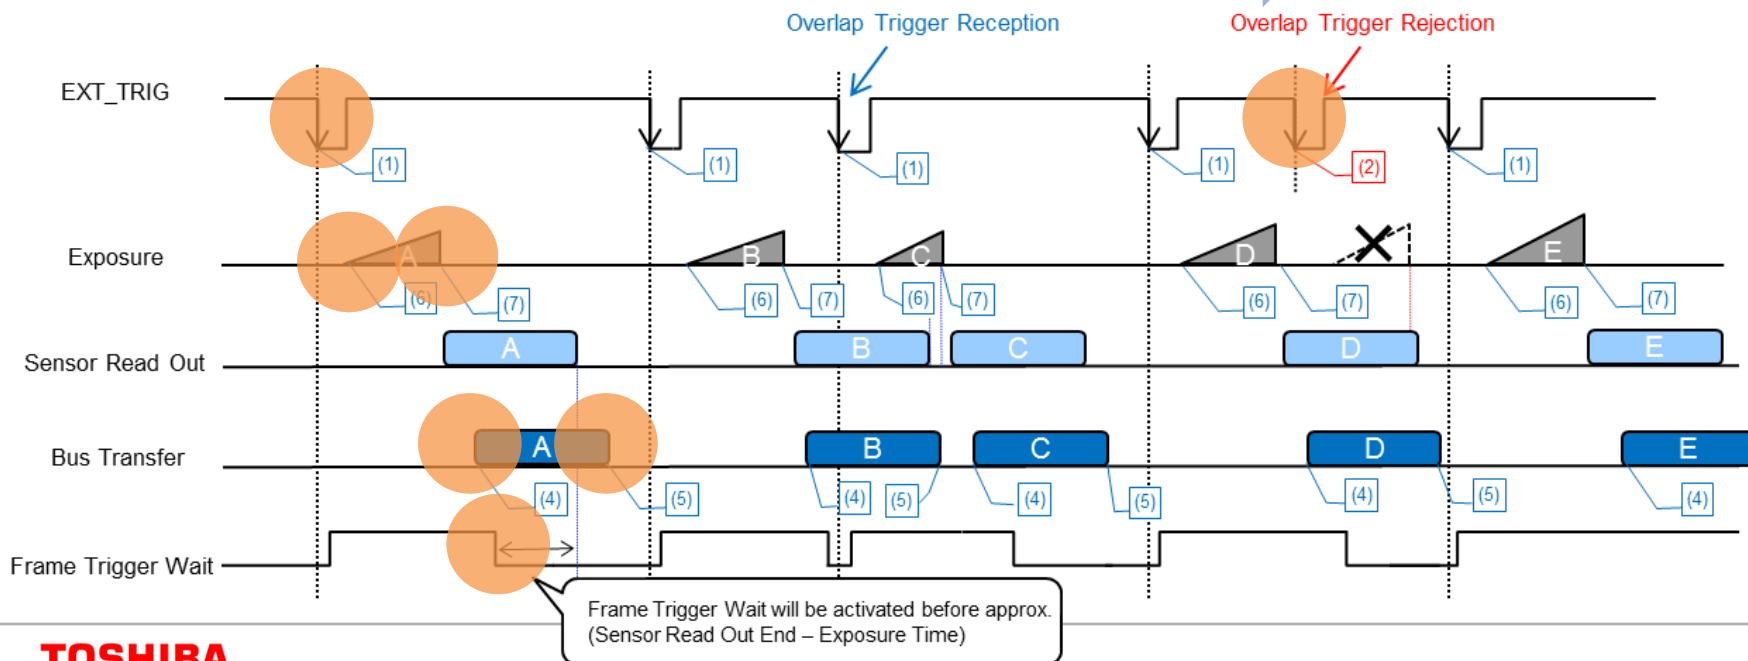 Overlap Trigger Reception
Overlap Trigger Rejection
EXT_TRIG
(1)
(1)
(1)
(1)
(2)
(1)
Exposure
A
B
C
D
E
(6)
(7)
(6)
(7)
(6)
(7)
(6)
(7)
(6)
(7)
Sensor Read Out
A
B
C
D
E
Bus Transfer
A
B
C
D
E
(4)
(5)
(4)
(5)
(4)
(5)
(4)
(5)
(4)
Frame Trigger Wait
Frame Trigger Wait will be activated before approx.
(Sensor Read Out End – Exposure Time)
TOSHIBA